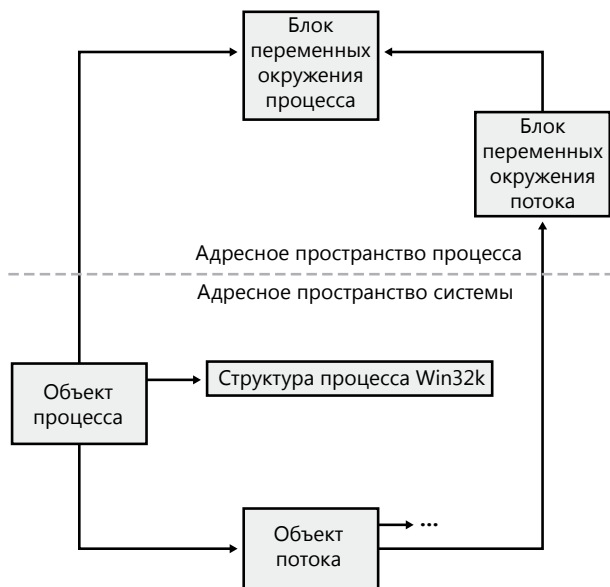 Блок
переменных
окружения
процесса
Блок
переменных
окружения
потока
Адресное пространство процесса
Адресное пространство системы
Объект
процесса
Структура процесса Win32k
Объект
потока
...